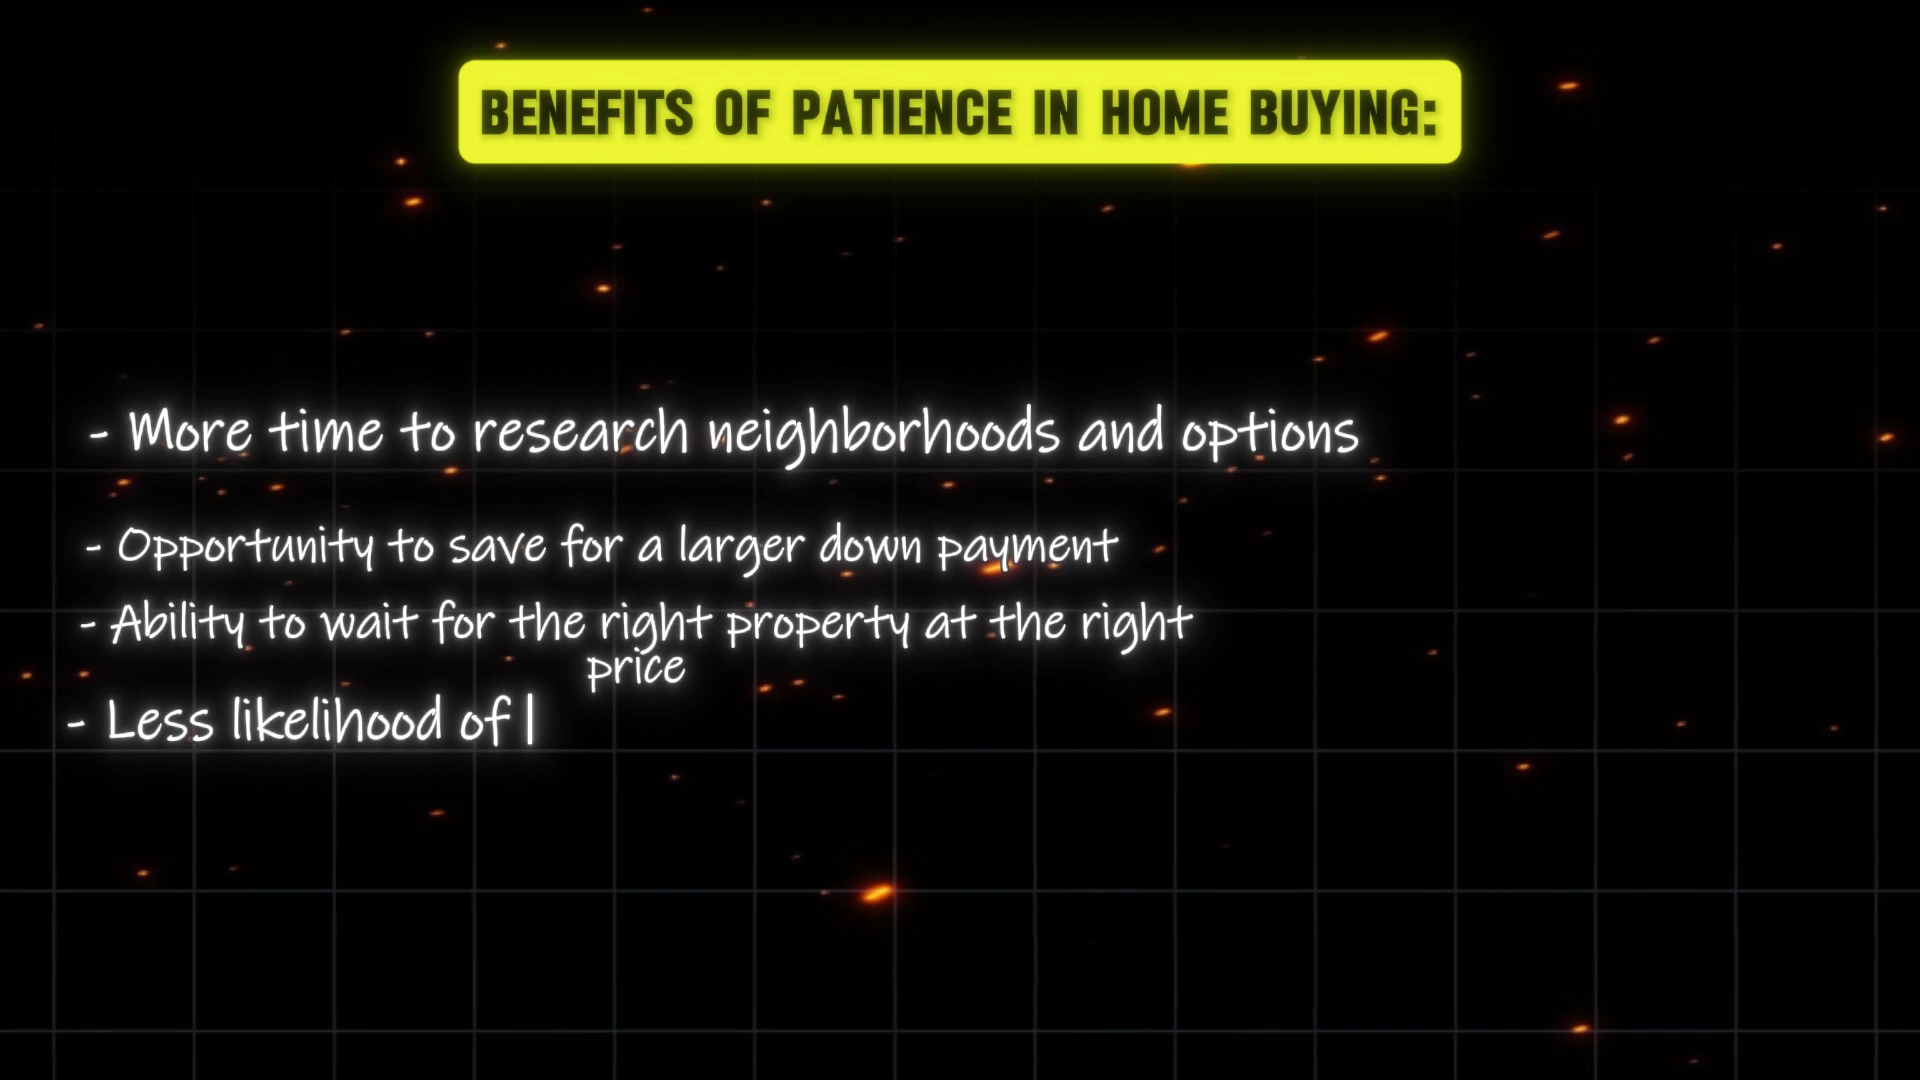 BENEFITS OF PATIENCE IN HOME BUYING:
- More time to research neighborhoods and options
- Opportunity to save for a larger down payment
- Ability to wait for the right property at the right
price
- Less likelihood of